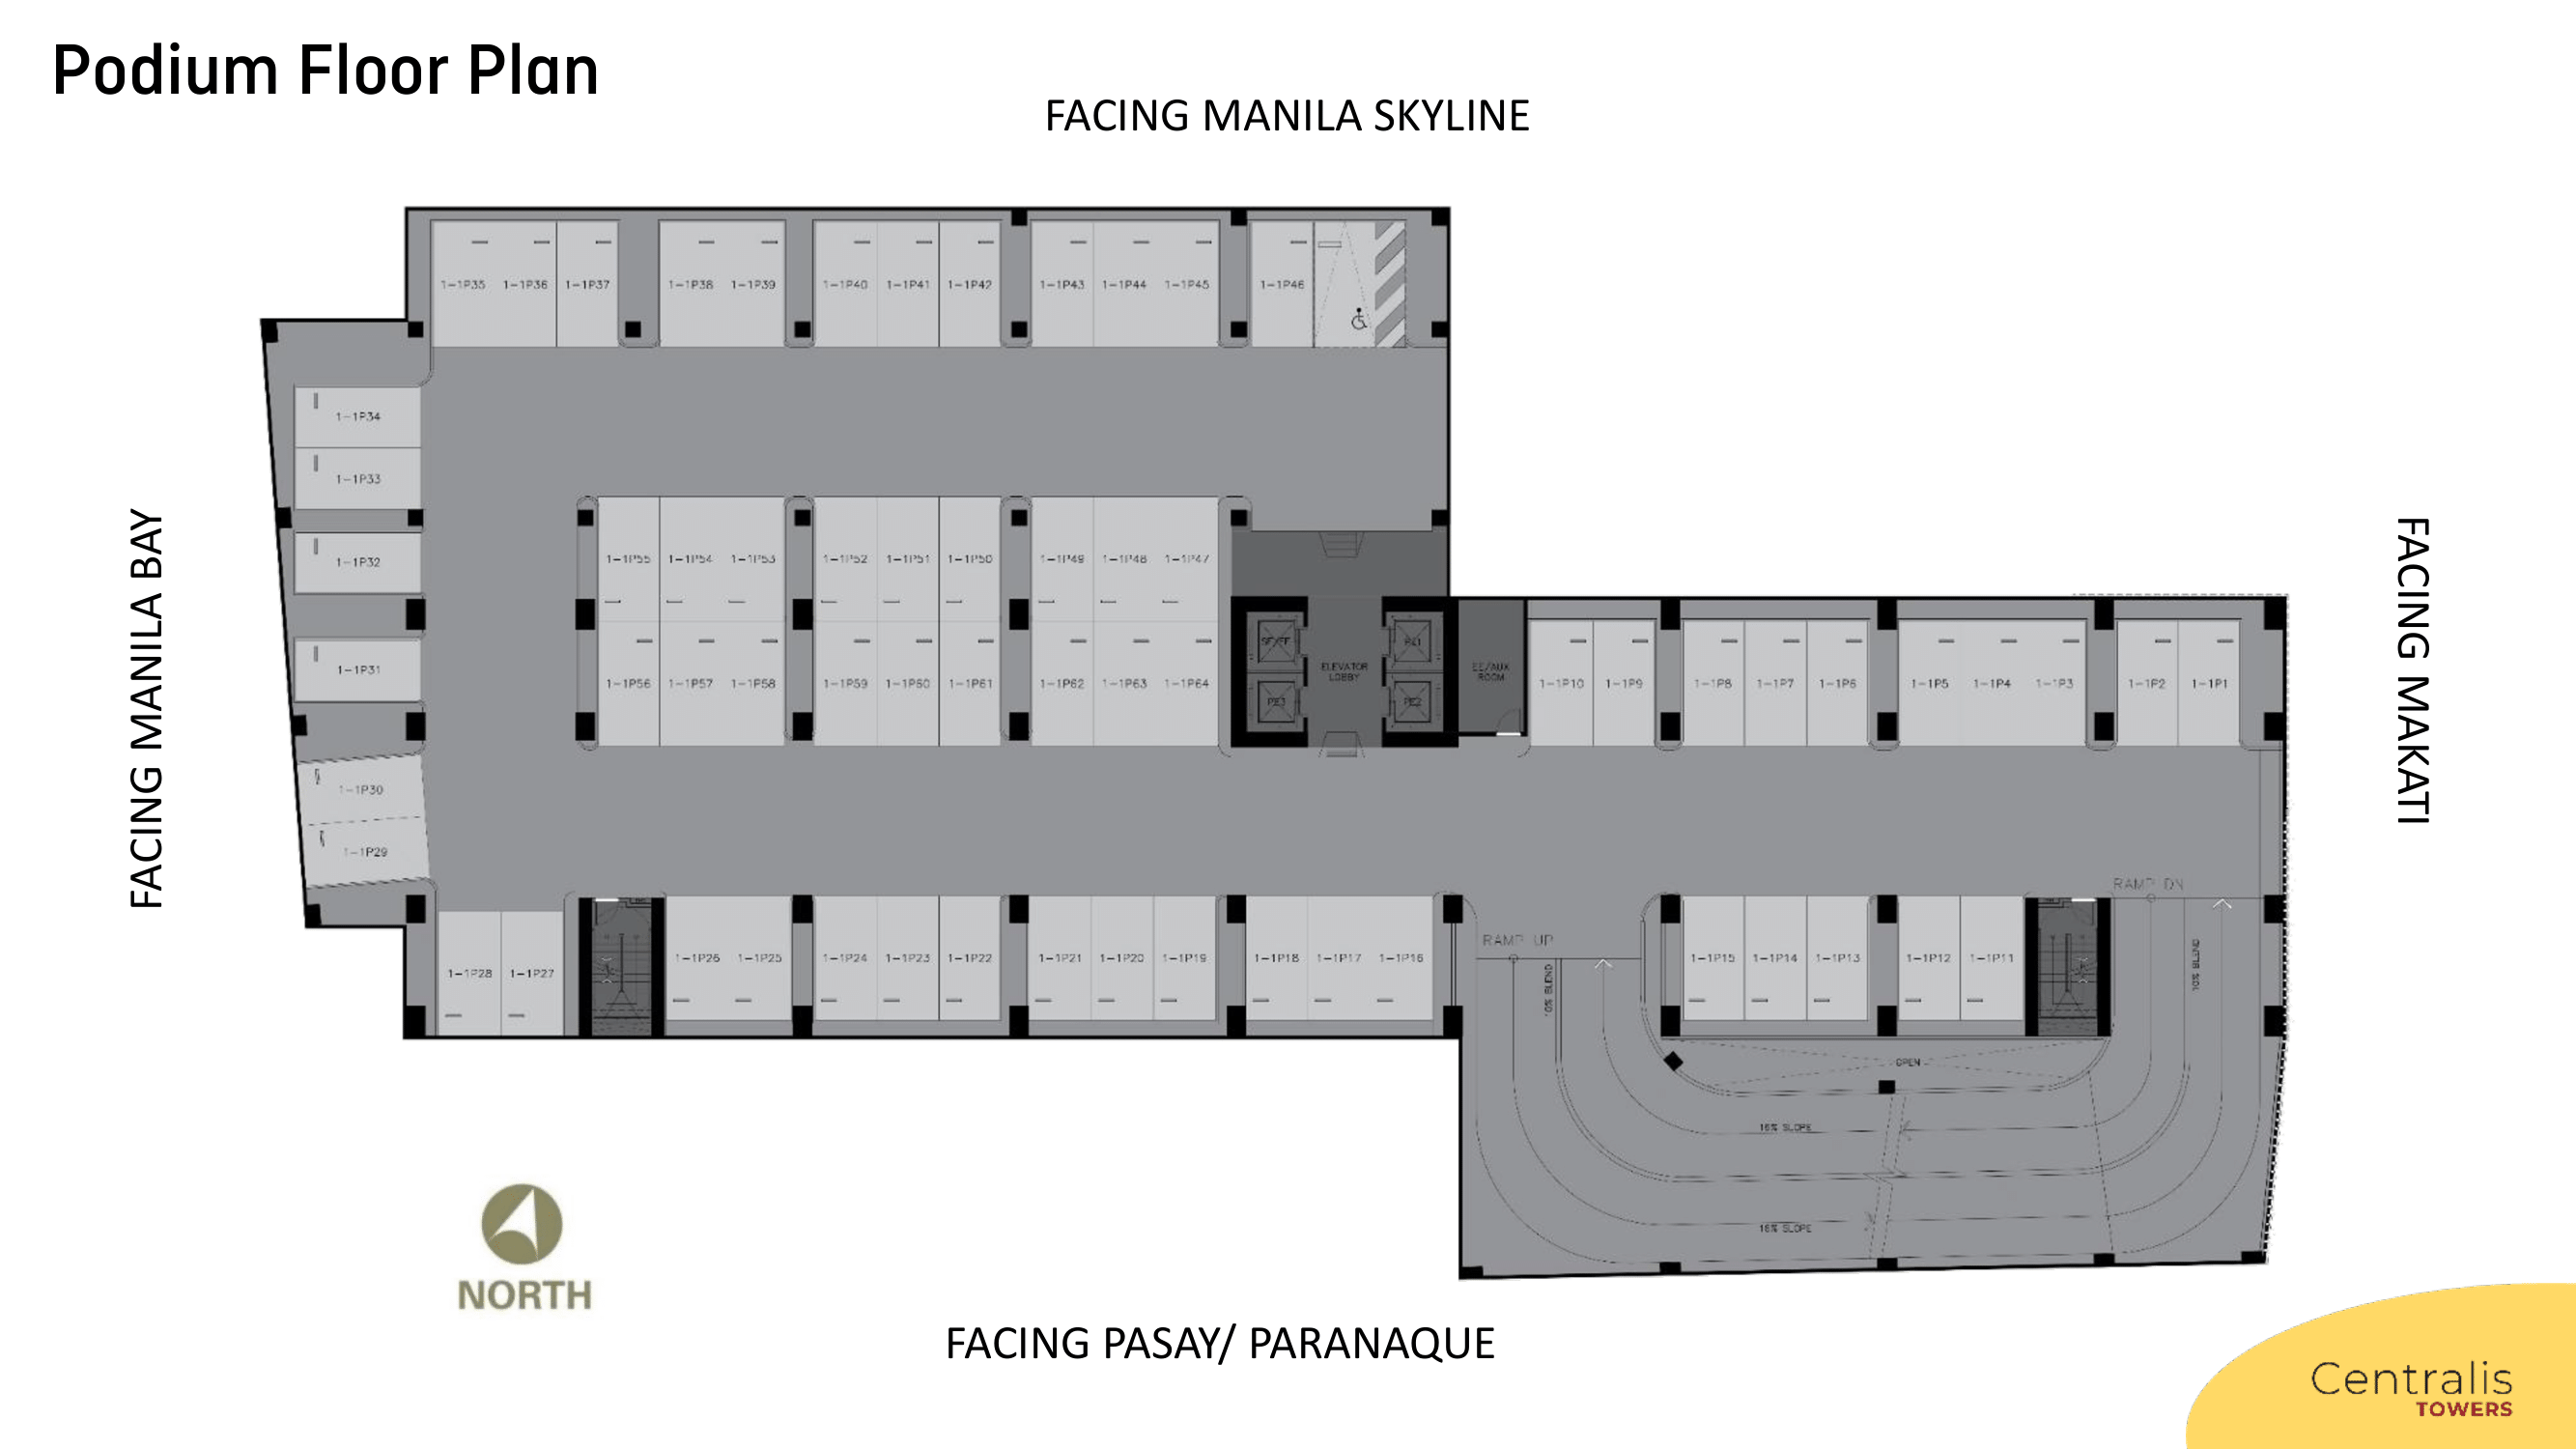 Podium Floor Plan
FACING MANILA SKYLINE
1-1P35 1-1P36 1-1P37 1-1P38 1-1P39 1-1P40 1-1P41 1-1P42 1-1P43 1-1P44 1-1P45 1-1P46
1-1P34
1-1P33
1-1P32
1-1P31
1-1P30
1-1P29
FACING MANILA BAY
1-1P55 1-1P54 1-1P53 1-1P52 1-1P51 1-1P50 1-1P49 1-1P48 1-1P47
1-1P56 1-1P57 1-1P58 1-1P59 1-1P60 1-1P61 1-1P62 1-1P63 1-1P64
ELEVATOR
LOBBY
PE3
PE2
EE/AUX
ROOM
1-1P10 1-1P9 1-1P8 1-1P7 1-1P6 1-1P5 1-1P4 1-1P3 1-1P2 1-1P1
FACING MAKATI
1-1P28 1-1P27 1-1P26 1-1P25 1-1P24 1-1P23 1-1P22 1-1P21 1-1P20 1-1P19 1-1P18 1-1P17 1-1P16
RAMP UP
1-1P15 1-1P14 1-1P13 1-1P12 1-1P11
RAMP DN
OPEN
16% SLOPE
16% SLOPE
NORTH
FACING PASAY/ PARANAQUE
Centralis
TOWERS